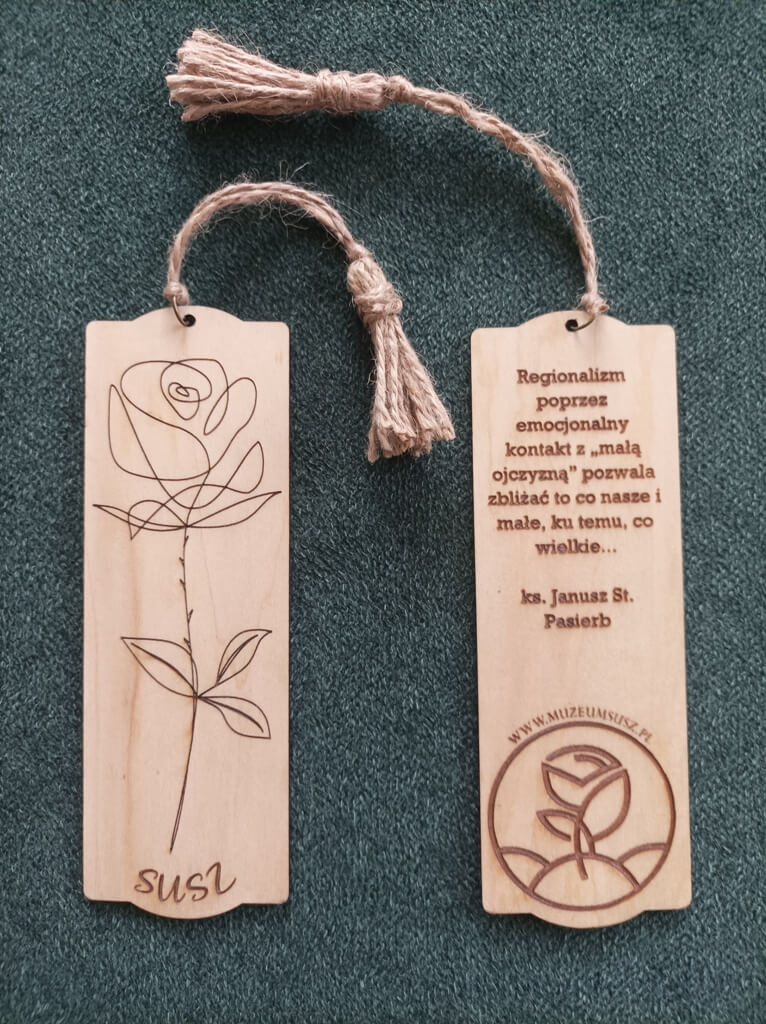 susz
Regionalizm
poprzez
emocjonalny
kontakt z „małą
ojczyzną” pozwala
zbliżać to co nasze i
małe, ku temu, co
wielkie...
ks. Janusz St.
Pasierb
WWW.MUZEUMSUSZ.PL